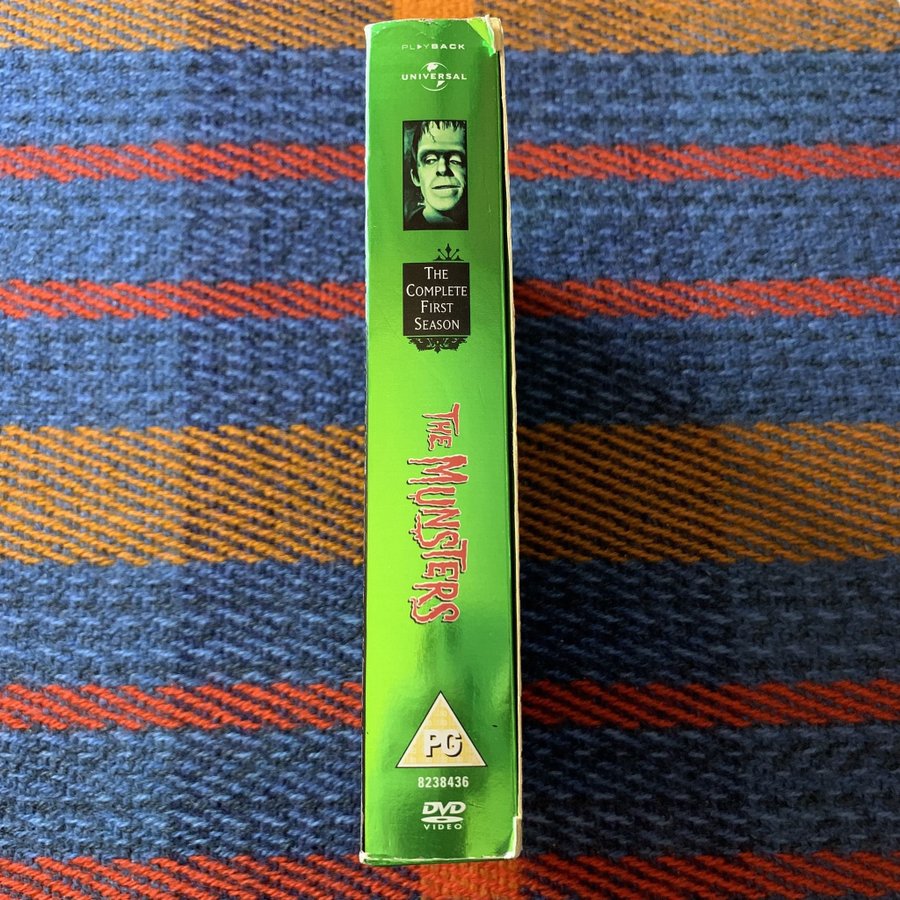 PLAYBACK
UNIVERSAL
THE
COMPLETE
FIRST
SEASON
THE MUNSTERS
PG
8238436
DVD
VIDEO